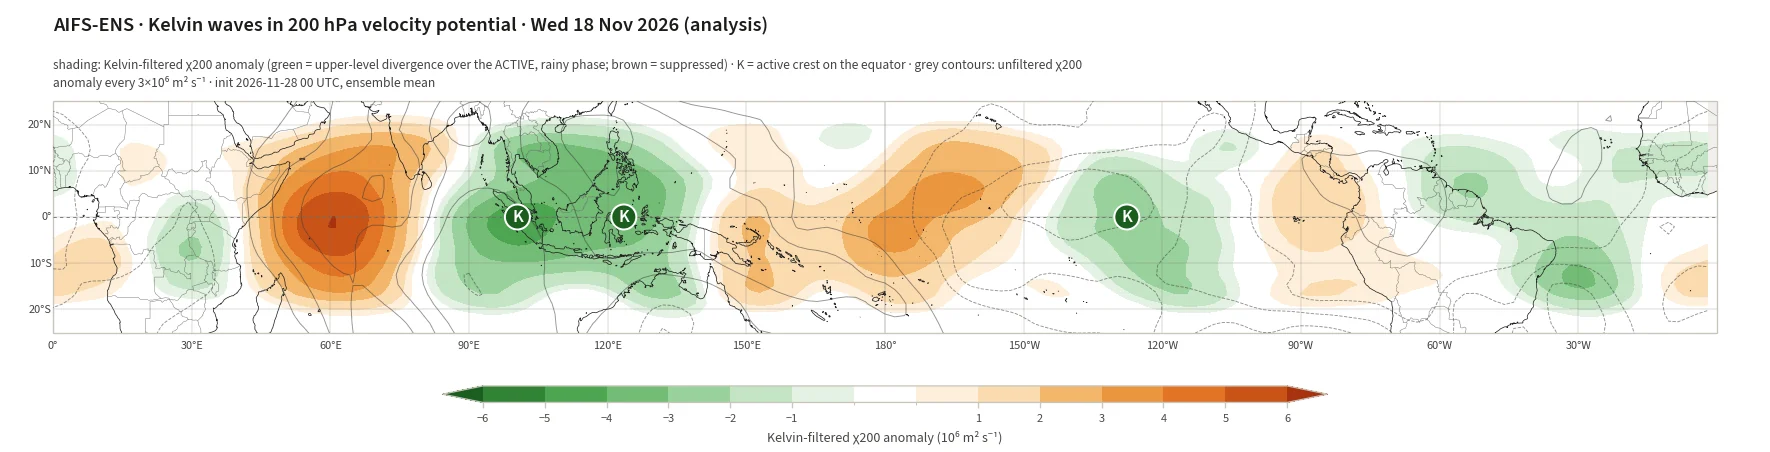 AIFS-ENS · Kelvin waves in 200 hPa velocity potential · Wed 18 Nov 2026 (analysis)
shading: Kelvin-filtered χ200 anomaly (green = upper-level divergence over the ACTIVE, rainy phase; brown = suppressed) · K = active crest on the equator · grey contours: unfiltered χ200
anomaly every 3×10⁶ m² s⁻¹ · init 2026-11-28 00 UTC, ensemble mean
20°N
10°N
0°
10°S
20°S
K K K
0° 30°E 60°E 90°E 120°E 150°E 180° 150°W 120°W 90°W 60°W 30°W
−6 −5 −4 −3 −2 −1 1 2 3 4 5 6
Kelvin-filtered χ200 anomaly (10⁶ m² s⁻¹)